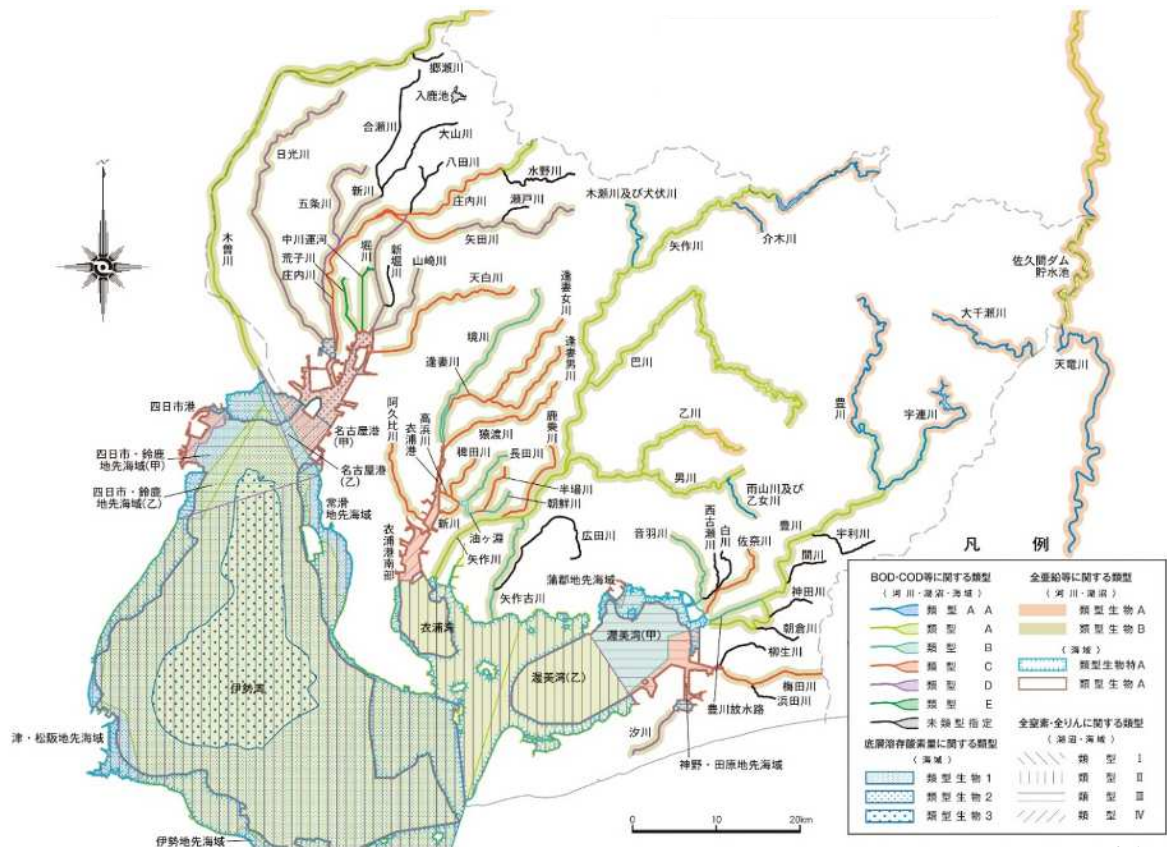 郷瀬川
入鹿池
合瀬川
大山川
日光川
八田川
新川
水野川
五条川
庄内川
瀬戸川
木瀬川及び犬伏川
矢作川
介木川
木曽川
中川運河
堀川
新堀川
矢田川
荒子川
山崎川
庄内川
天白川
逢妻女川
佐久間ダム
貯水池
大千瀬川
天竜川
境川
逢妻男川
巴川
逢妻川
豊川
宇連川
四日市港
阿久比川
高浜川
衣浦港
猿渡川
鹿乗川
乙川
名古屋港
(甲)
稗田川
長田川
四日市・鈴鹿
地先海域(甲)
名古屋港
(乙)
男川
半場川
雨山川及び
乙女川
四日市・鈴鹿
地先海域(乙)
常滑
地先海域
朝鮮川
新川
油ヶ淵
広田川
音羽川
西古瀬川
白川
佐奈川
豊川
宇利川
間川
衣浦港南部
矢作川
蒲郡地先海域
神田川
矢作古川
朝倉川
衣浦湾
渥美湾(甲)
柳生川
伊勢湾
渥美湾(乙)
梅田川
浜田川
豊川放水路
汐川
津・松阪地先海域
神野・田原地先海域
伊勢地先海域
0 10 20km
凡 例
BOD・COD等に関する類型
(河川・湖沼・海域)
類型 A A
類型 A
類型 B
類型 C
類型 D
類型 E
未類型指定
底層溶存酸素量に関する類型
(海域)
類型生物1
類型生物2
類型生物3
全亜鉛等に関する類型
(河川・湖沼)
類型生物A
類型生物B
(海域)
類型生物特A
類型生物A
全窒素・全りんに関する類型
(湖沼・海域)
類型 Ⅰ
類型 Ⅱ
類型 Ⅲ
類型 Ⅳ